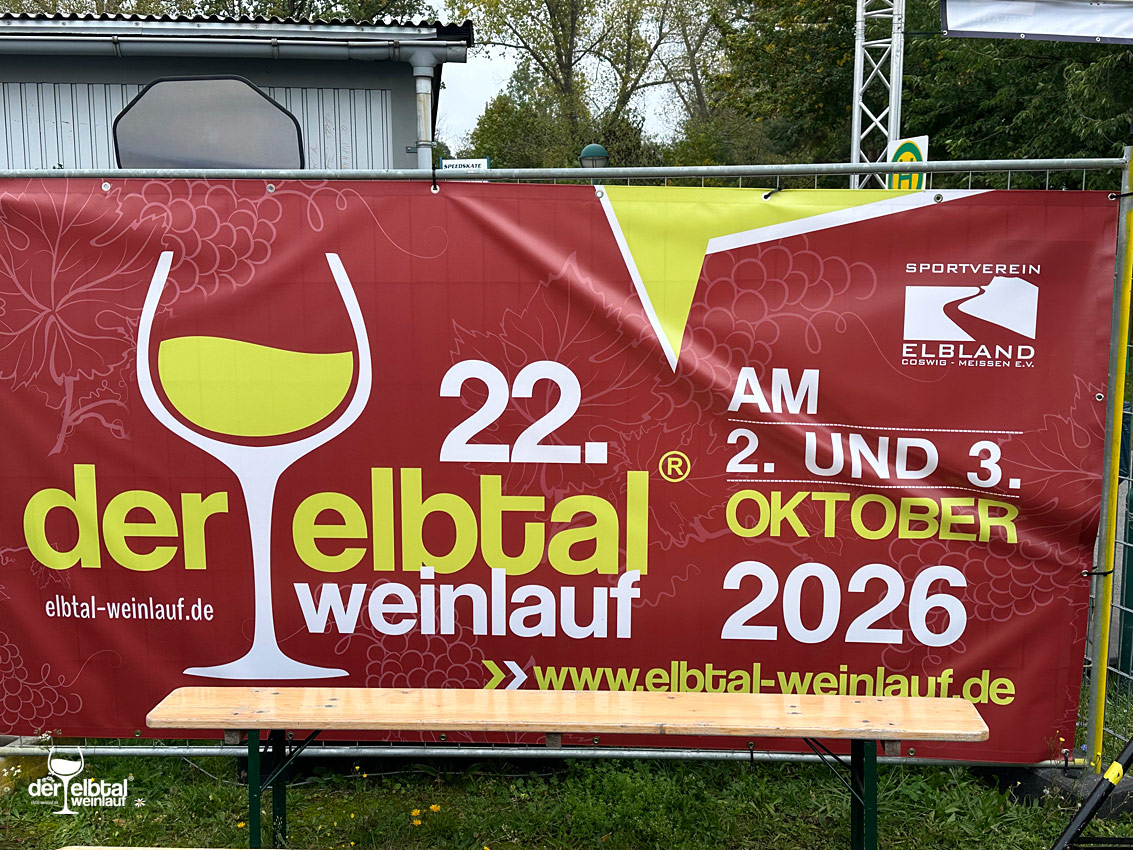 SPEEDSKATE
H
SPORTVEREIN
ELBLAND
COSWIG - MEISSEN E.V.
22.
der elbtal®
weinlauf
elbtal-weinlauf.de
AM
2. UND 3.
OKTOBER
2026
www.elbtal-weinlauf.de
der elbtal®
weinlauf